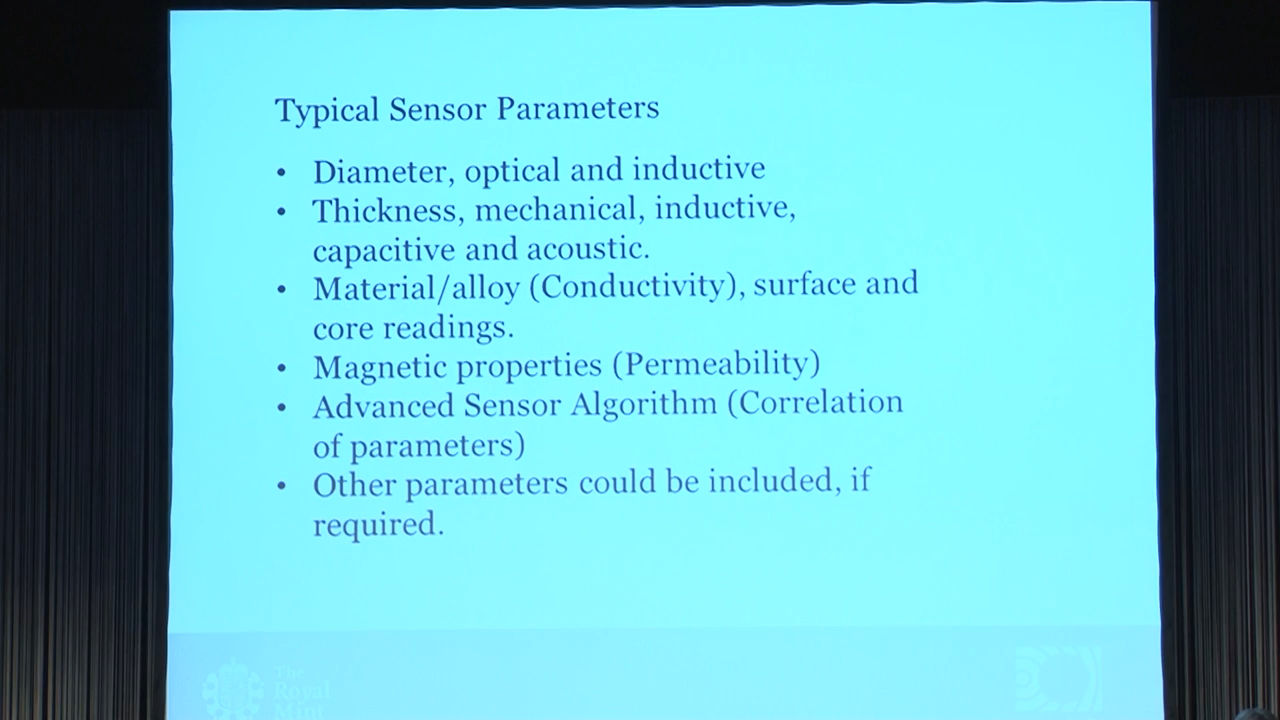 Typical Sensor Parameters
• Diameter, optical and inductive
• Thickness, mechanical, inductive,
capacitive and acoustic.
• Material/alloy (Conductivity), surface and
core readings.
• Magnetic properties (Permeability)
• Advanced Sensor Algorithm (Correlation
of parameters)
• Other parameters could be included, if
required.
The
Royal
Mint